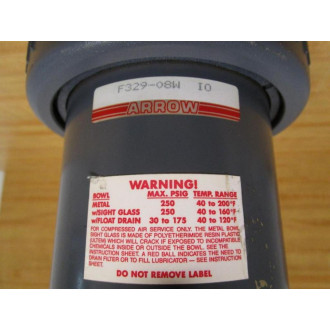 F329-08W IO
ARROW
WARNING!
BOWL MAX. PSIG TEMP. RANGE
METAL 250 40 to 200°F
w/SIGHT GLASS 250 40 to 160°F
w/FLOAT DRAIN 30 to 175 40 to 120°F
FOR COMPRESSED AIR SERVICE ONLY. THE METAL BOWL
SIGHT GLASS IS MADE OF POLYETHERIMIDE RESIN PLASTIC
(ULTEM) WHICH WILL CRACK IF EXPOSED TO INCOMPATIBLE
CHEMICALS INSIDE OR OUTSIDE THE BOWL. SEE THE
INSTRUCTION SHEET. A RED BALL INDICATES THE NEED TO
DRAIN FILTER OR TO FILL LUBRICATOR — SEE INSTRUCTION
SHEET.
DO NOT REMOVE LABEL